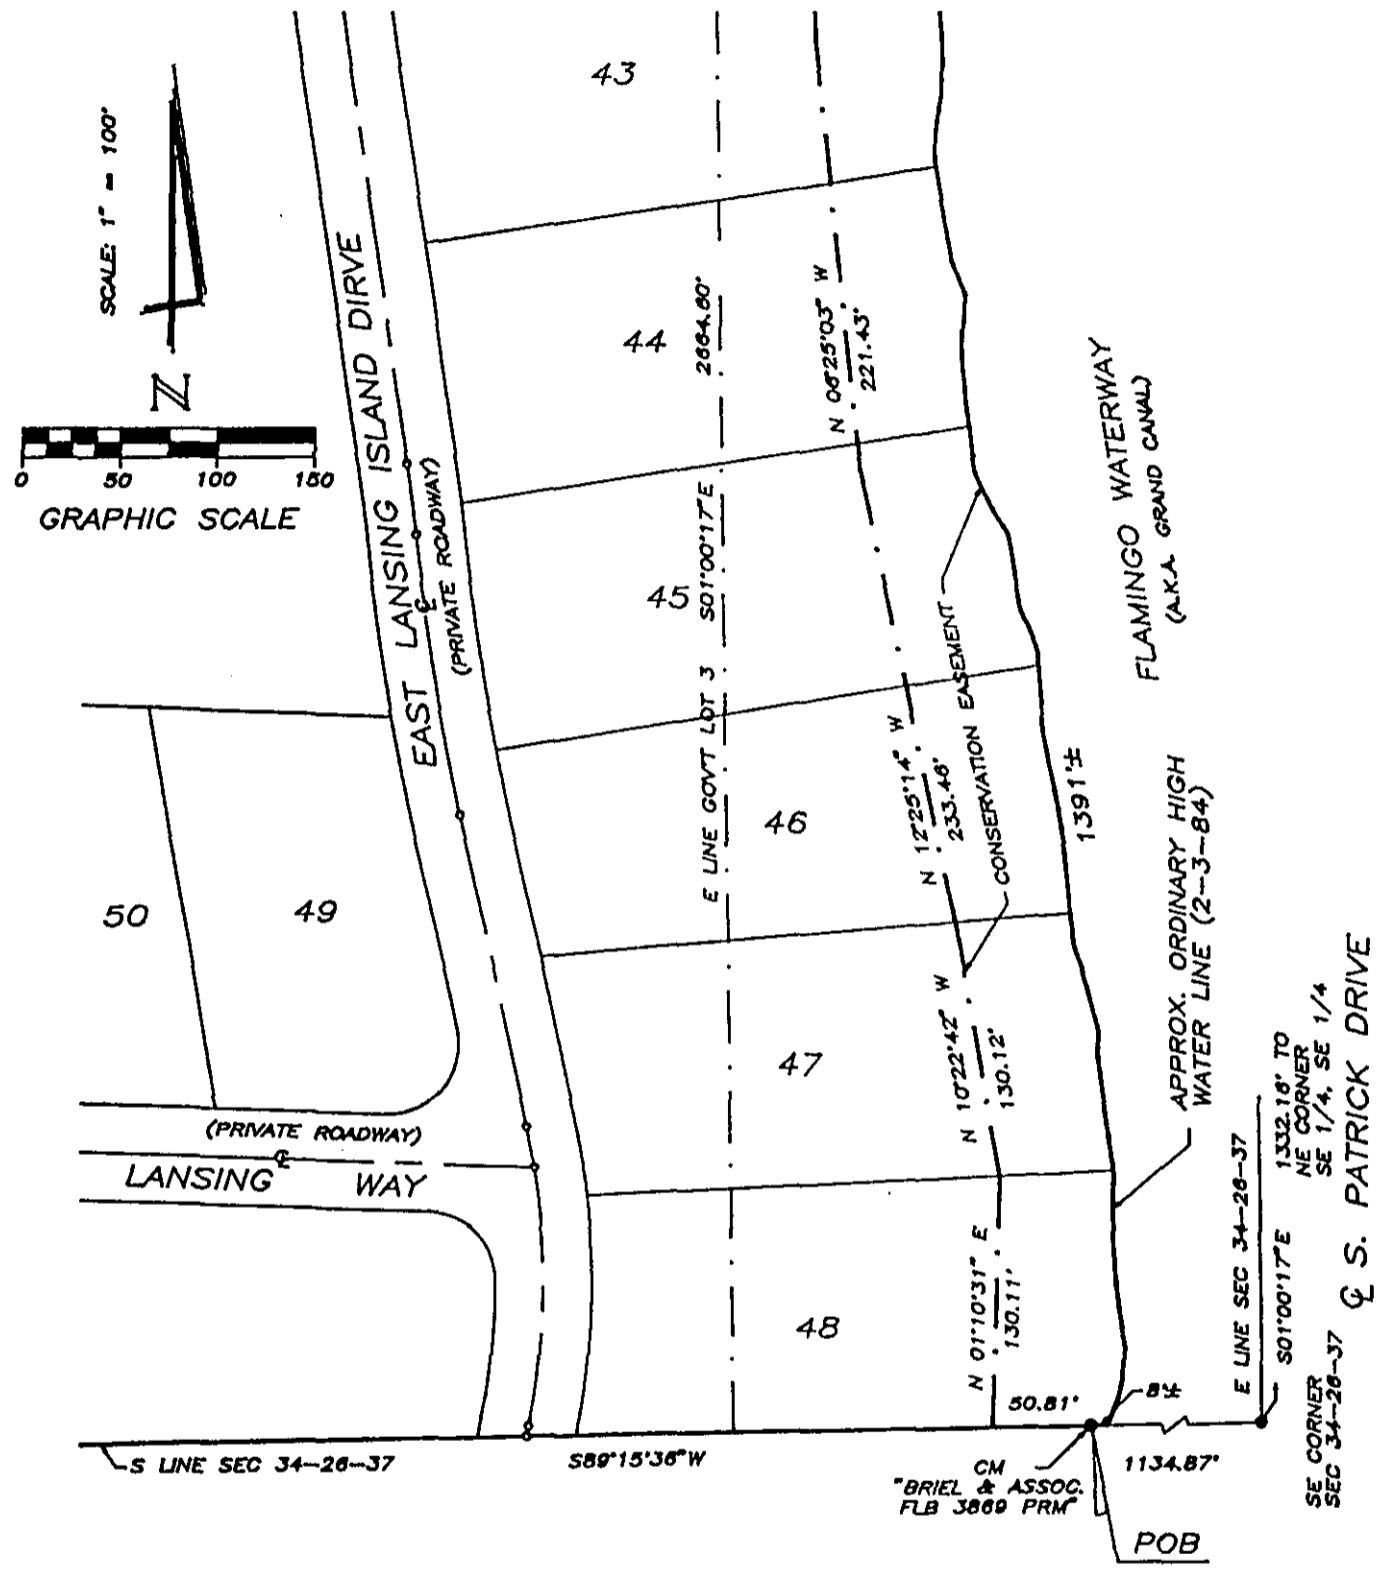 43
SCALE: 1" = 100'
N
0 50 100 150
GRAPHIC SCALE
EAST LANSING ISLAND DIRVE
(PRIVATE ROADWAY)
44
2664.60'
N 06°25'03" W
221.43'
45
S01°00'17"E
E LINE GOV'T LOT 3
CONSERVATION EASEMENT
FLAMINGO WATERWAY
(A.K.A. GRAND CANAL)
46
N 12°25'14" W
233.46'
1391'±
50
49
47
N 10°22'42" W
130.12'
APPROX. ORDINARY HIGH
WATER LINE (2-3-84)
(PRIVATE ROADWAY)
LANSING WAY
48
N 01°10'31" E
130.11'
E LINE SEC 34-26-37
S01°00'17"E
1332.16' TO
NE CORNER
SE 1/4, SE 1/4
℄ S. PATRICK DRIVE
SE CORNER
SEC 34-26-37
50.81'
8'±
S LINE SEC 34-26-37
S89°15'36"W
CM
"BRIEL & ASSOC.
FLB 3869 PRM"
1134.87'
POB